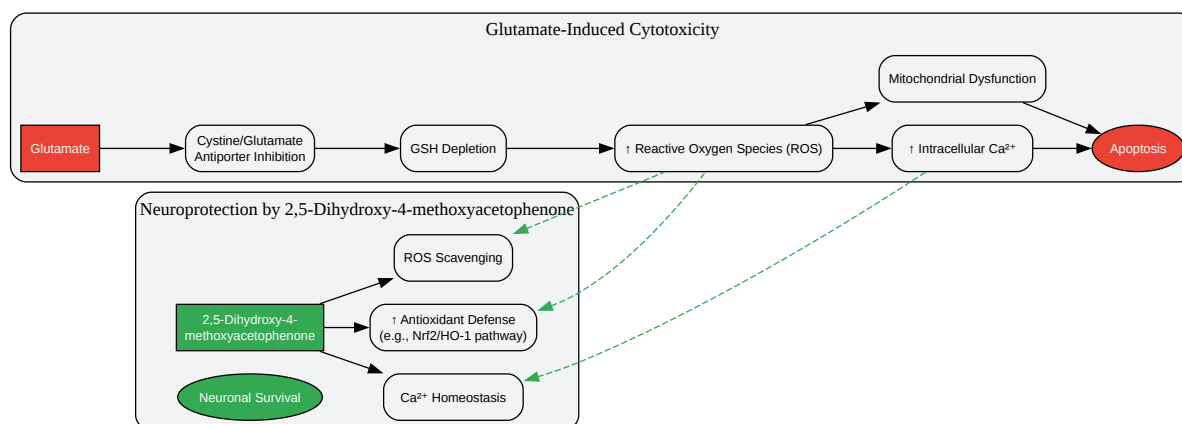 Glutamate-Induced Cytotoxicity
Mitochondrial Dysfunction
Glutamate
Cystine/Glutamate
Antiporter Inhibition
GSH Depletion
↑ Reactive Oxygen Species (ROS)
↑ Intracellular Ca²⁺
Apoptosis
Neuroprotection by 2,5-Dihydroxy-4-methoxyacetophenone
ROS Scavenging
2,5-Dihydroxy-4-
methoxyacetophenone
↑ Antioxidant Defense
(e.g., Nrf2/HO-1 pathway)
Neuronal Survival
Ca²⁺ Homeostasis